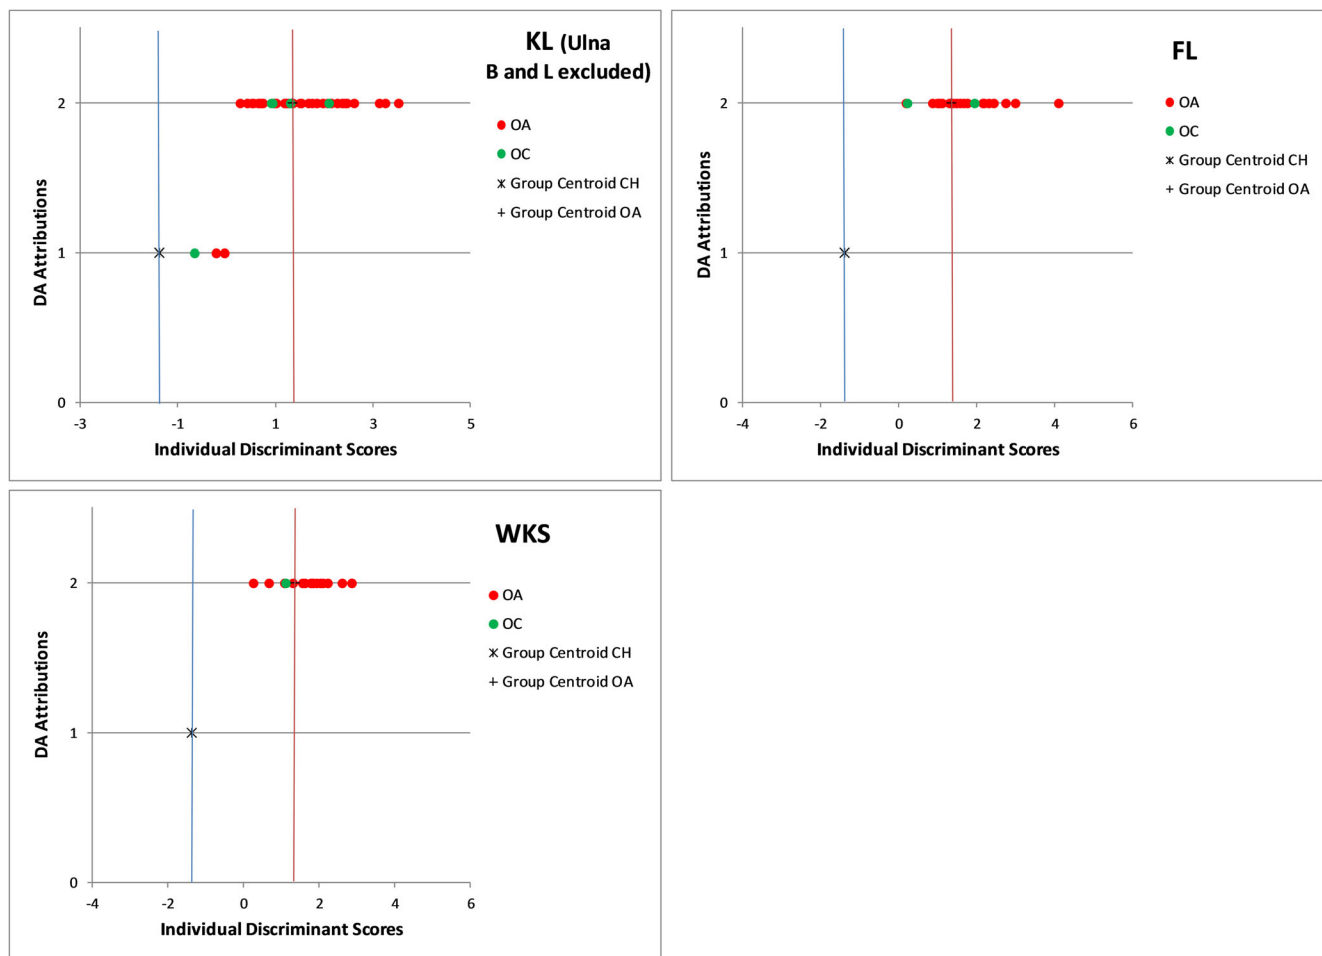 KL (Ulna
B and L excluded)
OA
OC
Group Centroid CH
Group Centroid OA
DA Attributions
2
1
0
-3
-1
1
3
5
Individual Discriminant Scores
FL
OA
OC
Group Centroid CH
Group Centroid OA
DA Attributions
2
1
0
-4
-2
0
2
4
6
Individual Discriminant Scores
WKS
OA
OC
Group Centroid CH
Group Centroid OA
DA Attributions
2
1
0
-4
-2
0
2
4
6
Individual Discriminant Scores